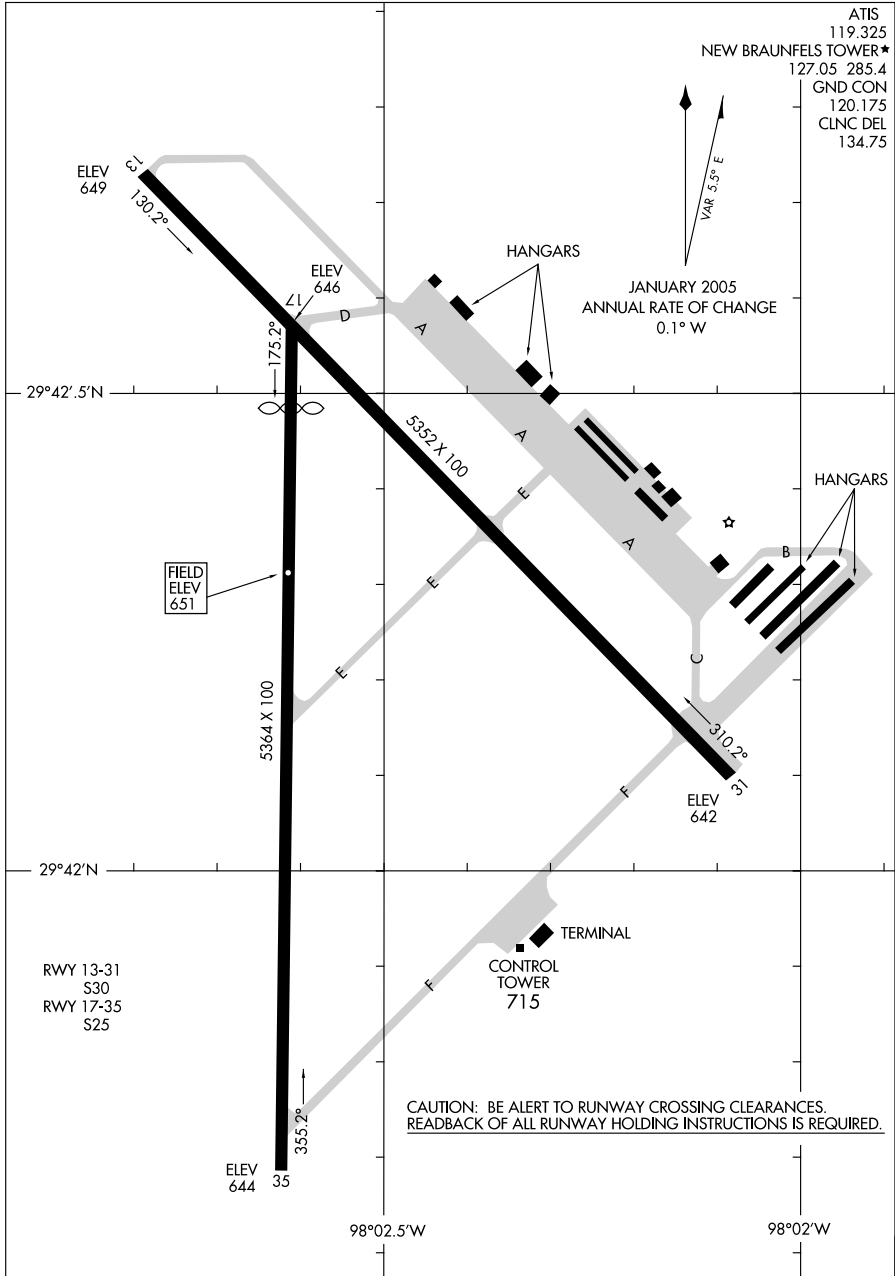 ATIS
119.325
NEW BRAUNFELS TOWER★
127.05 285.4
GND CON
120.175
CLNC DEL
134.75
VAR 5.5° E
JANUARY 2005
ANNUAL RATE OF CHANGE
0.1° W
ELEV
649
13
130.2°
HANGARS
ELEV
646
17
D
A
175.2°
29°42'.5'N
5352 X 100
A
E
HANGARS
A
B
FIELD
ELEV
651
E
E
C
5364 X 100
310.2°
31
ELEV
642
F
29°42'N
TERMINAL
CONTROL
TOWER
715
RWY 13-31
S30
RWY 17-35
S25
F
355.2°
CAUTION: BE ALERT TO RUNWAY CROSSING CLEARANCES.
READBACK OF ALL RUNWAY HOLDING INSTRUCTIONS IS REQUIRED.
ELEV
644
35
98°02.5'W
98°02'W